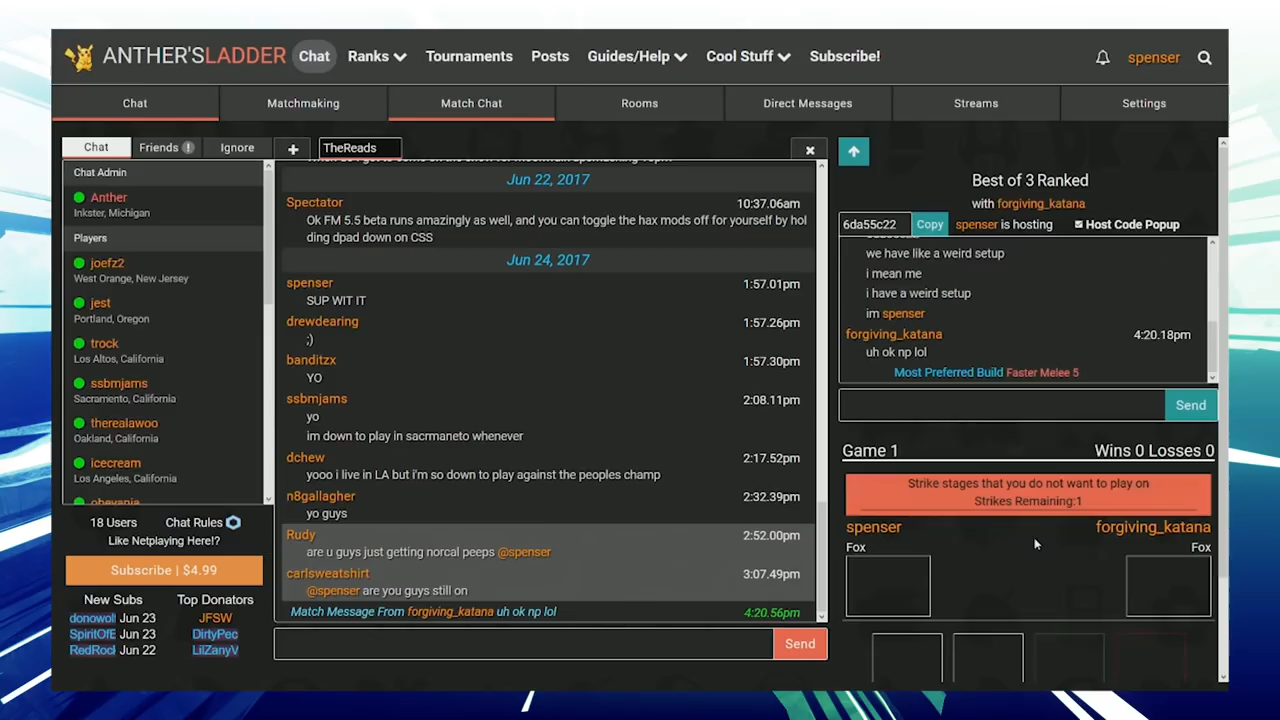 ANTHER'SLADDER Chat Ranks Tournaments Posts Guides/Help Cool Stuff Subscribe! spenser
Chat Matchmaking Match Chat Rooms Direct Messages Streams Settings
Chat Friends ! Ignore + TheReads x
Chat Admin
Anther
Inkster, Michigan
Players
joefz2
West Orange, New Jersey
jest
Portland, Oregon
trock
Los Altos, California
ssbmjams
Sacramento, California
therealawoo
Oakland, California
icecream
Los Angeles, California
18 Users Chat Rules
Like Netplaying Here!?
Subscribe | $4.99
New Subs Top Donators
donowoll Jun 23 JFSW
SpiritOfE Jun 23 DirtyPec
RedRocl Jun 22 LilZanyV
Jun 22, 2017
Spectator 10:37.06am
Ok FM 5.5 beta runs amazingly as well, and you can toggle the hax mods off for yourself by hol
ding dpad down on CSS
Jun 24, 2017
spenser 1:57.01pm
SUP WIT IT
drewdearing 1:57.26pm
;)
banditzx 1:57.30pm
YO
ssbmjams 2:08.11pm
yo
im down to play in sacrmaneto whenever
dchew 2:17.52pm
yooo i live in LA but i'm so down to play against the peoples champ
n8gallagher 2:32.39pm
yo guys
Rudy 2:52.00pm
are u guys just getting norcal peeps @spenser
carlsweatshirt 3:07.49pm
@spenser are you guys still on
Match Message From forgiving_katana uh ok np lol 4:20.56pm
Send
Best of 3 Ranked
with forgiving_katana
6da55c22 Copy spenser is hosting Host Code Popup
we have like a weird setup
i mean me
i have a weird setup
im spenser
forgiving_katana 4:20.18pm
uh ok np lol
Most Preferred Build Faster Melee 5
Send
Game 1 Wins 0 Losses 0
Strike stages that you do not want to play on
Strikes Remaining:1
spenser forgiving_katana
Fox Fox